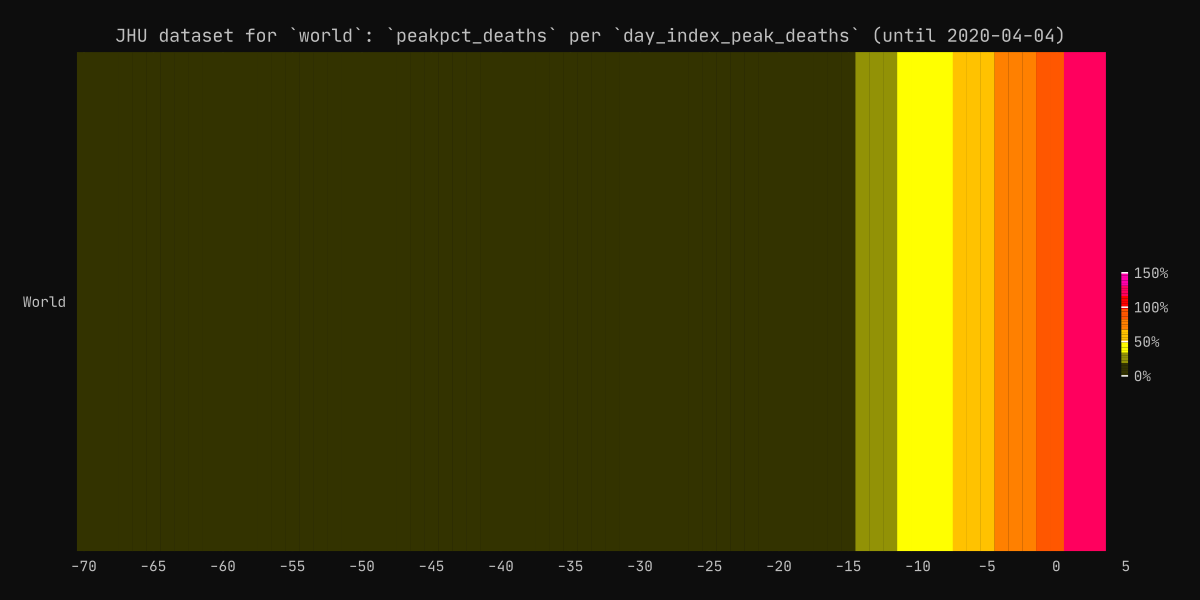 JHU dataset for `world`: `peakpct_deaths` per `day_index_peak_deaths` (until 2020-04-04)
150%
100%
50%
0%
World
-70 -65 -60 -55 -50 -45 -40 -35 -30 -25 -20 -15 -10 -5 0 5